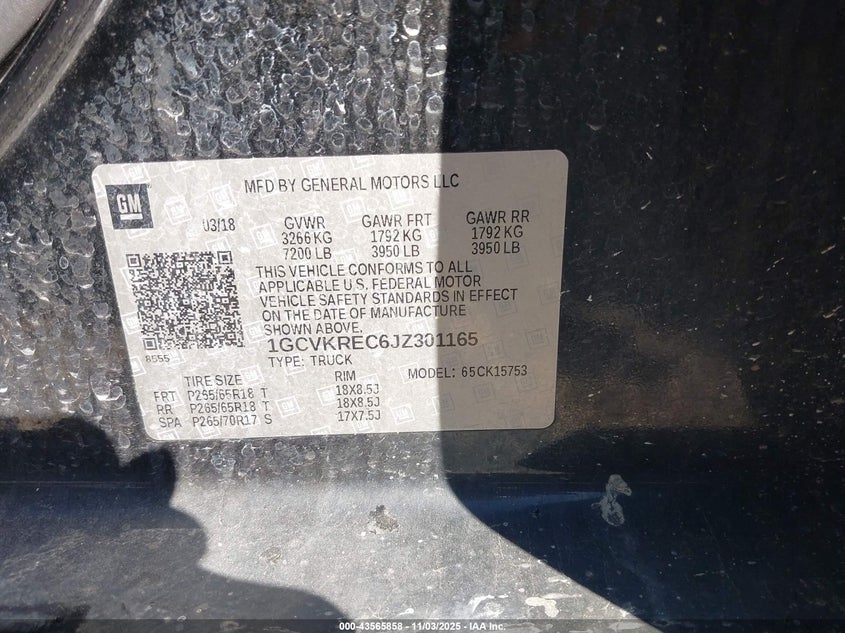 MFD BY GENERAL MOTORS LLC
GM
03/18 GVWR GAWR FRT GAWR RR
3266 KG 1792 KG 1792 KG
7200 LB 3950 LB 3950 LB
THIS VEHICLE CONFORMS TO ALL
APPLICABLE U.S. FEDERAL MOTOR
VEHICLE SAFETY STANDARDS IN EFFECT
ON THE DATE OF MANUFACTURE
SHOWN ABOVE.
8555
1GCVKREC6JZ301165
TYPE: TRUCK
TIRE SIZE RIM MODEL: 65CK15753
FRT P265/65R18 T 18X8.5J
RR P265/65R18 T 18X8.5J
SPA P265/70R17 S 17X7.5J
000-43565858 - 11/03/2025 - IAA Inc.